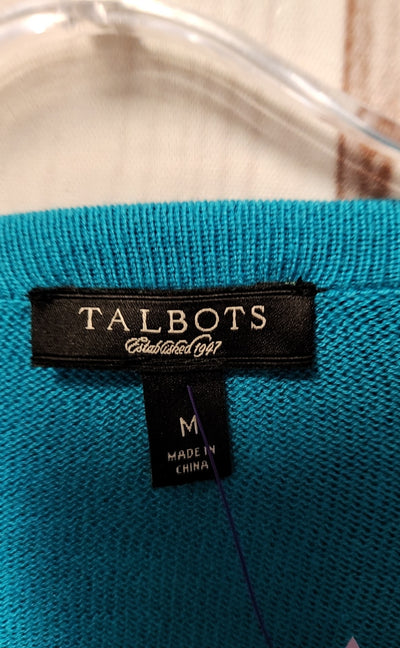 TALBOTS
Established 1947
M
MADE IN
CHINA